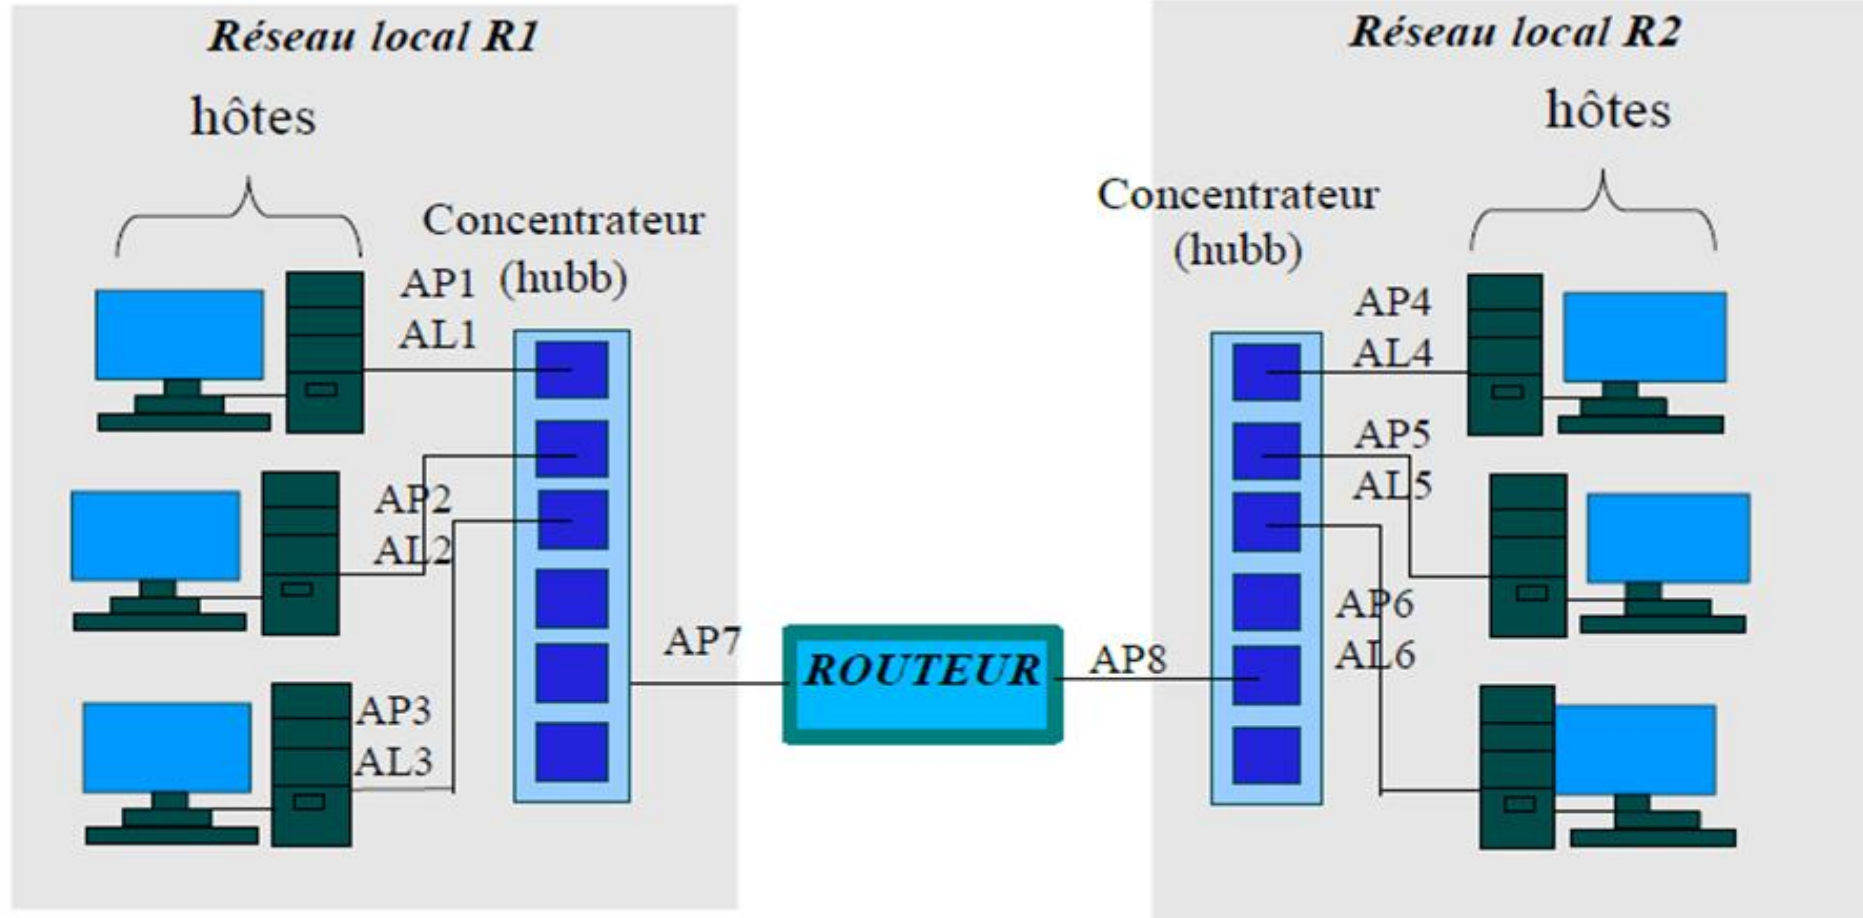 Réseau local R1
hôtes
Concentrateur
(hubb)
AP1
AL1
AP2
AL2
AP3
AL3
AP7
ROUTEUR
AP8
Réseau local R2
hôtes
Concentrateur
(hubb)
AP4
AL4
AP5
AL5
AP6
AL6